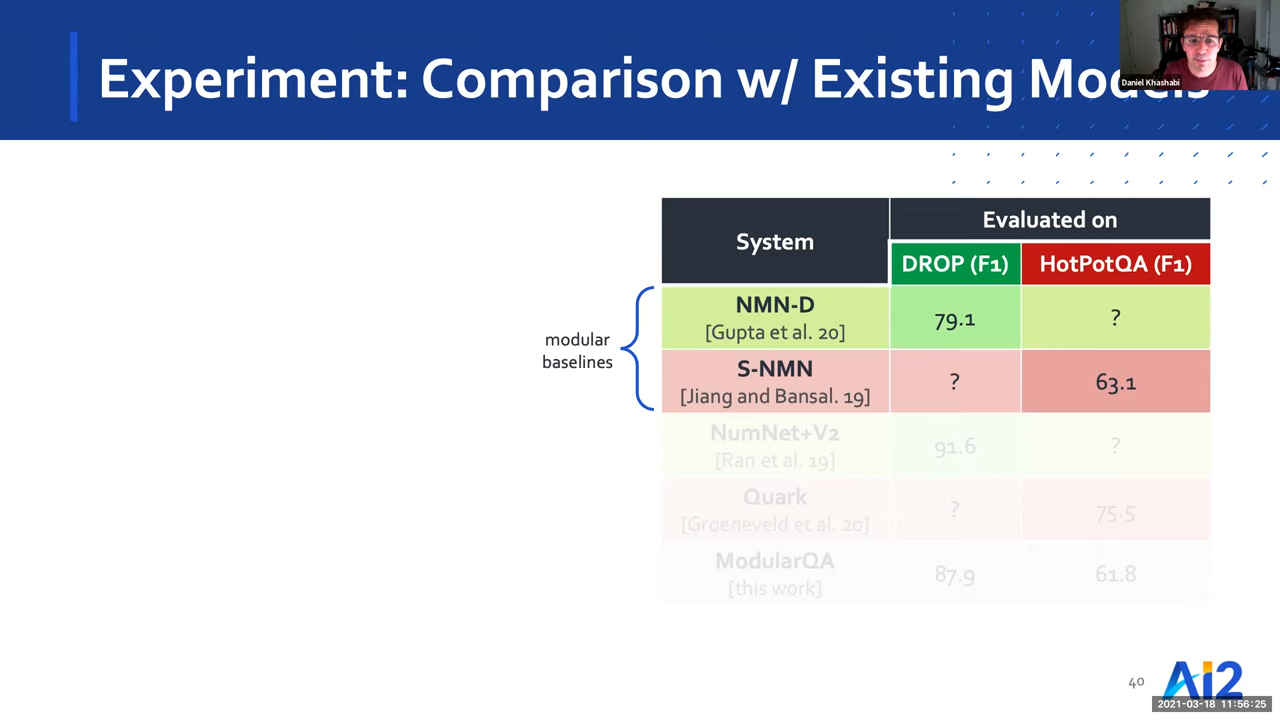 Experiment: Comparison w/ Existing Models
Daniel Khashabi
System
Evaluated on
DROP (F1)
HotPotQA (F1)
modular
baselines
NMN-D
[Gupta et al. 20]
79.1
?
S-NMN
[Jiang and Bansal. 19]
?
63.1
NumNet+V2
[Ran et al. 19]
91.6
?
Quark
[Groeneveld et al. 20]
?
75.5
ModularQA
[this work]
87.9
61.8
40
Ai2
2021-03-18 11:56:25